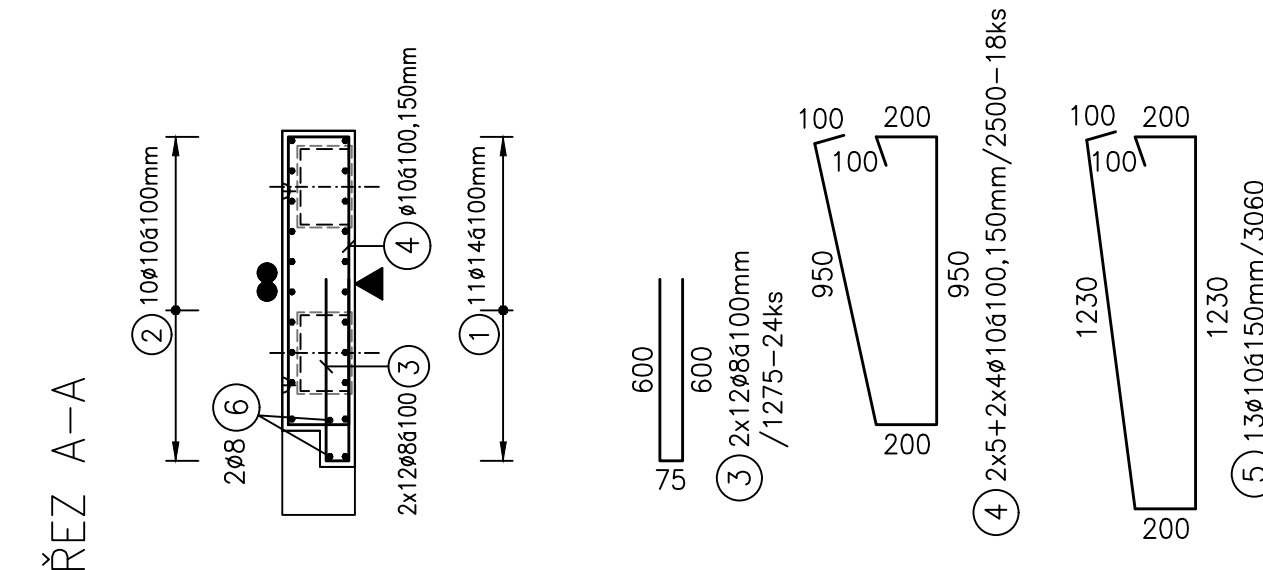 ŘEZ A-A
2 10ø10á100mm
6
2ø8
4 ø10á100,150mm
3
2x12ø8á100
1 11ø14á100mm
600
600
75
3 2x12ø8á100mm
/1275-24ks
100
200
100
950
950
200
4 2x5+2x4ø10á100,150mm/2500-18ks
100
200
100
1230
1230
200
5 13ø10á150mm/3060